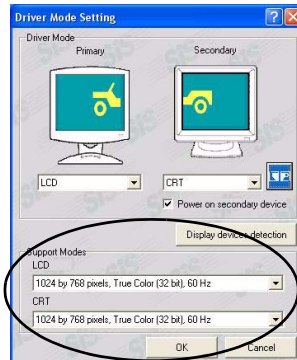 Driver Mode Setting
Driver Mode
Primary Secondary
LCD CRT
Power on secondary device
Display devices detection
Support Modes
LCD
1024 by 768 pixels, True Color (32 bit), 60 Hz
CRT
1024 by 768 pixels, True Color (32 bit), 60 Hz
OK Cancel